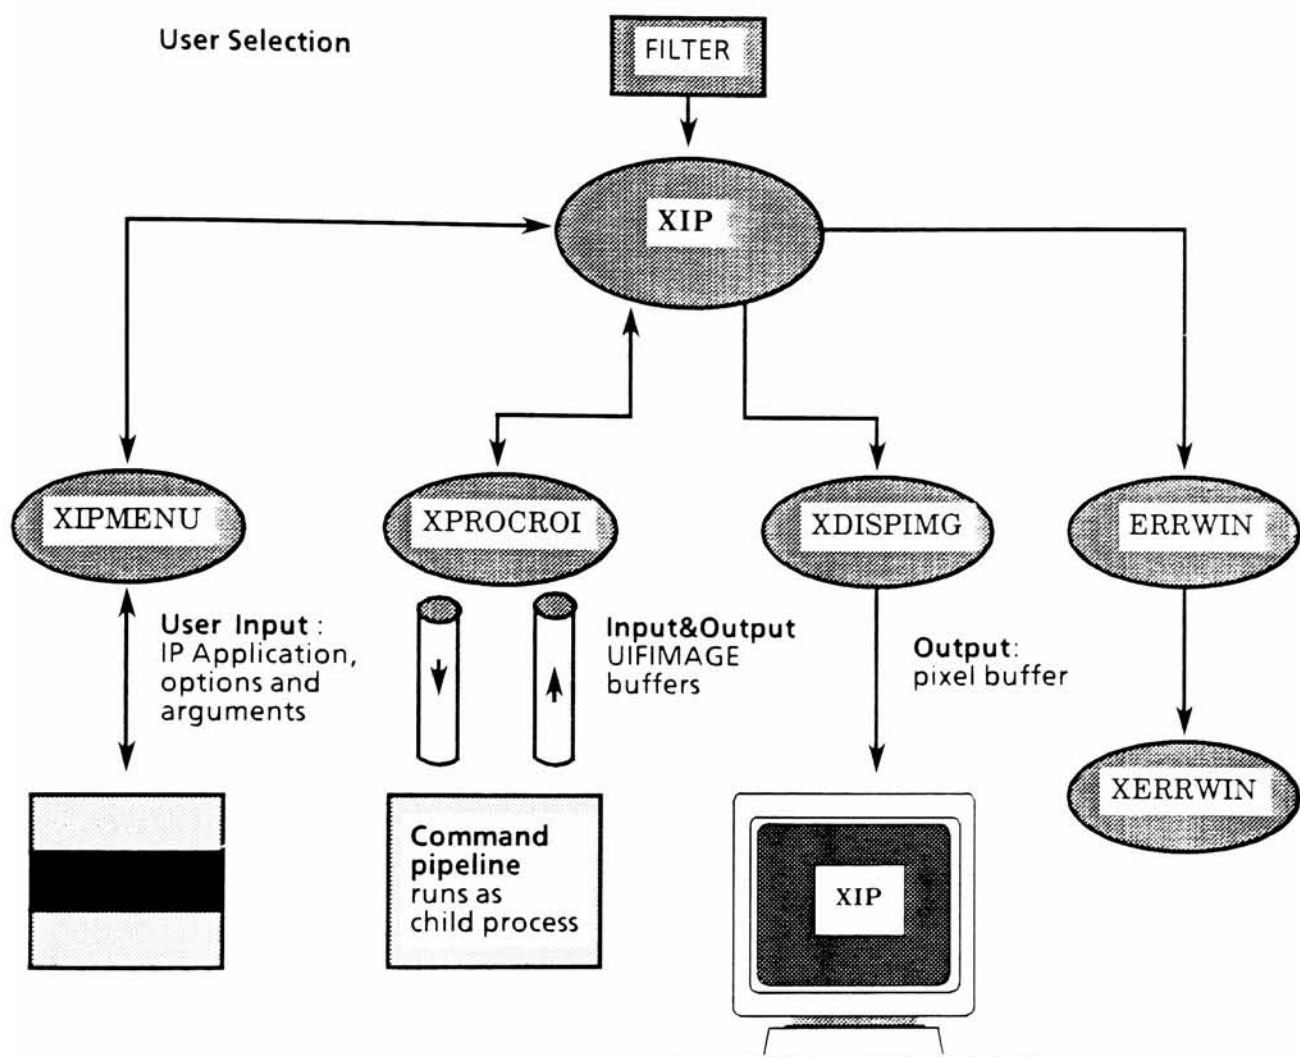 User Selection
FILTER
XIP
XIPMENU
XPROCROI
XDISPIMG
ERRWIN
User Input :
IP Application,
options and
arguments
Input&Output
UIFIMAGE
buffers
Output:
pixel buffer
XERRWIN
Command
pipeline
runs as
child process
XIP